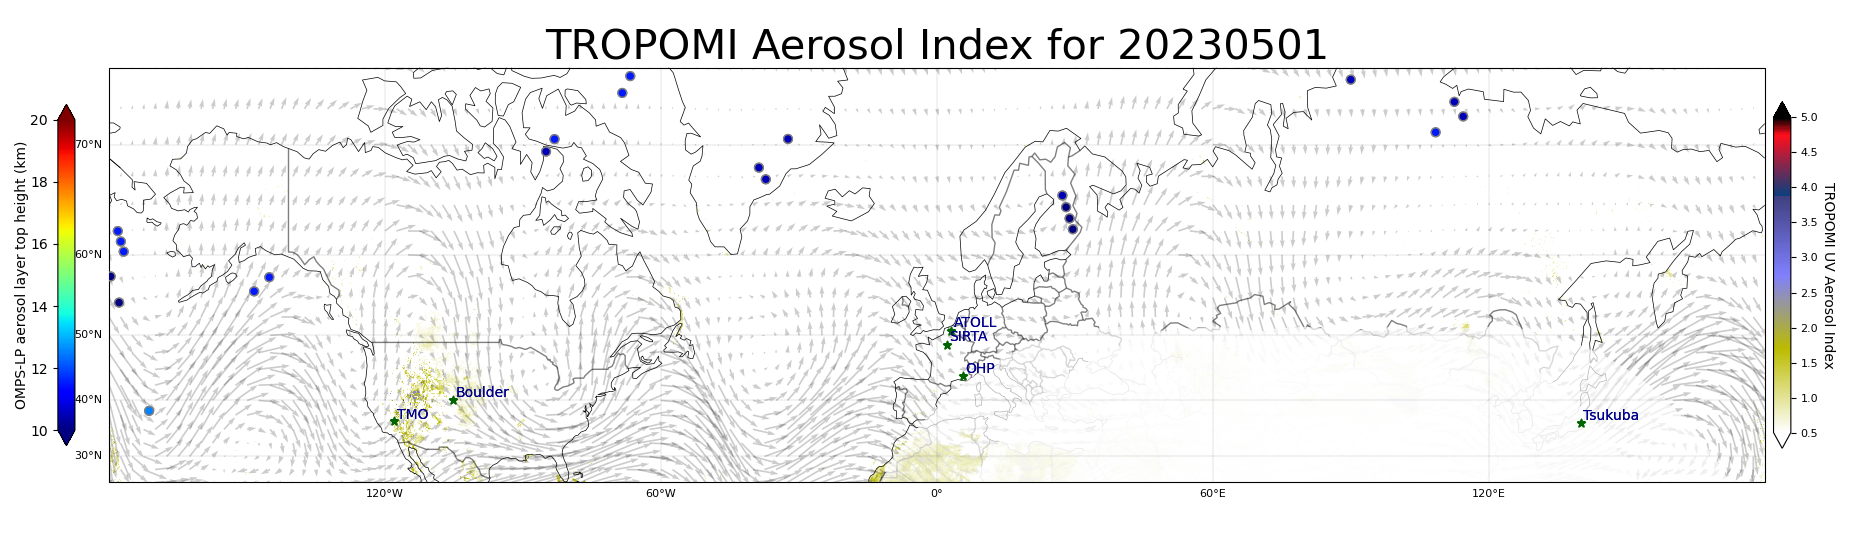 TROPOMI Aerosol Index for 20230501
OMPS-LP aerosol layer top height (km)
20
18
16
14
12
10
70°N
60°N
50°N
40°N
30°N
120°W
60°W
0°
60°E
120°E
ATOLL
SIRTA
OHP
Boulder
TMO
Tsukuba
5.0
4.5
4.0
3.5
3.0
2.5
2.0
1.5
1.0
0.5
TROPOMI UV Aerosol Index